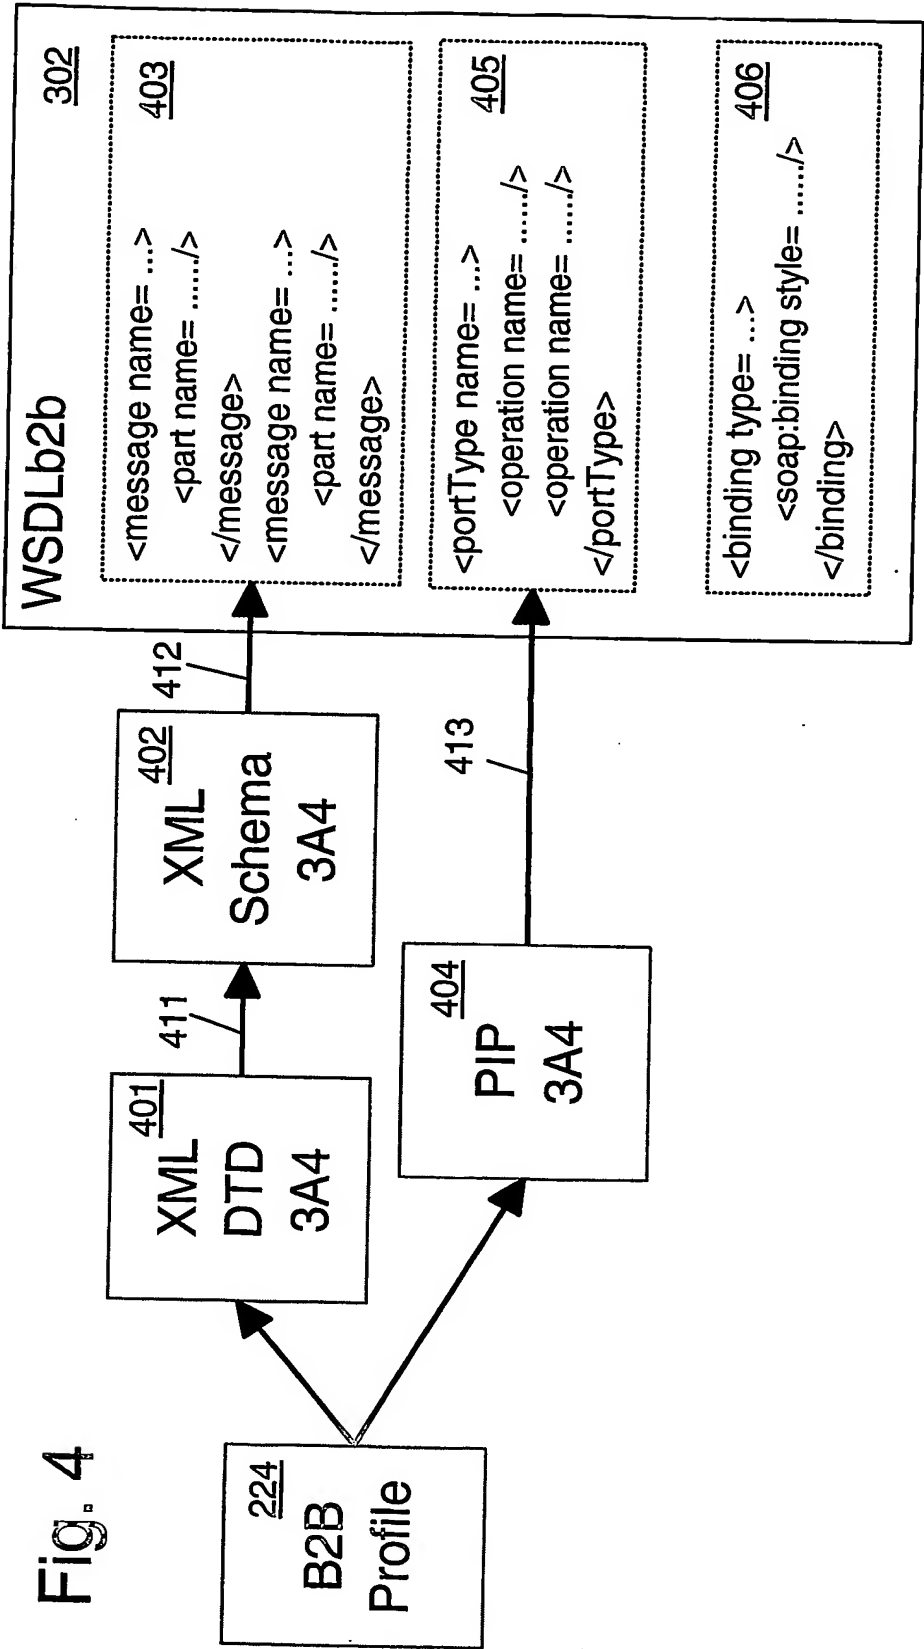 Fig. 4
224
B2B
Profile
401
XML
DTD
3A4
411
402
XML
Schema
3A4
412
404
PIP
3A4
413
WSDLb2b
302
403
<message name= ...>
<part name= ....../>
</message>
<message name= ...>
<part name= ....../>
</message>
405
<portType name= ...>
<operation name= ....../>
<operation name= ....../>
</portType>
406
<binding type= ...>
<soap:binding style= ....../>
</binding>